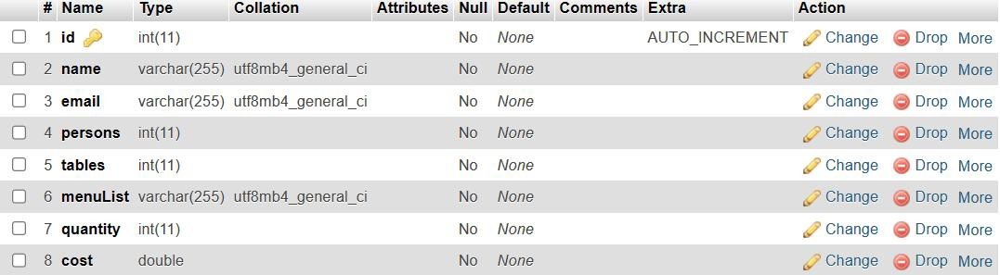 # Name Type Collation Attributes Null Default Comments Extra Action
1 id int(11) No None AUTO_INCREMENT Change Drop More
2 name varchar(255) utf8mb4_general_ci No None Change Drop More
3 email varchar(255) utf8mb4_general_ci No None Change Drop More
4 persons int(11) No None Change Drop More
5 tables int(11) No None Change Drop More
6 menuList varchar(255) utf8mb4_general_ci No None Change Drop More
7 quantity int(11) No None Change Drop More
8 cost double No None Change Drop More